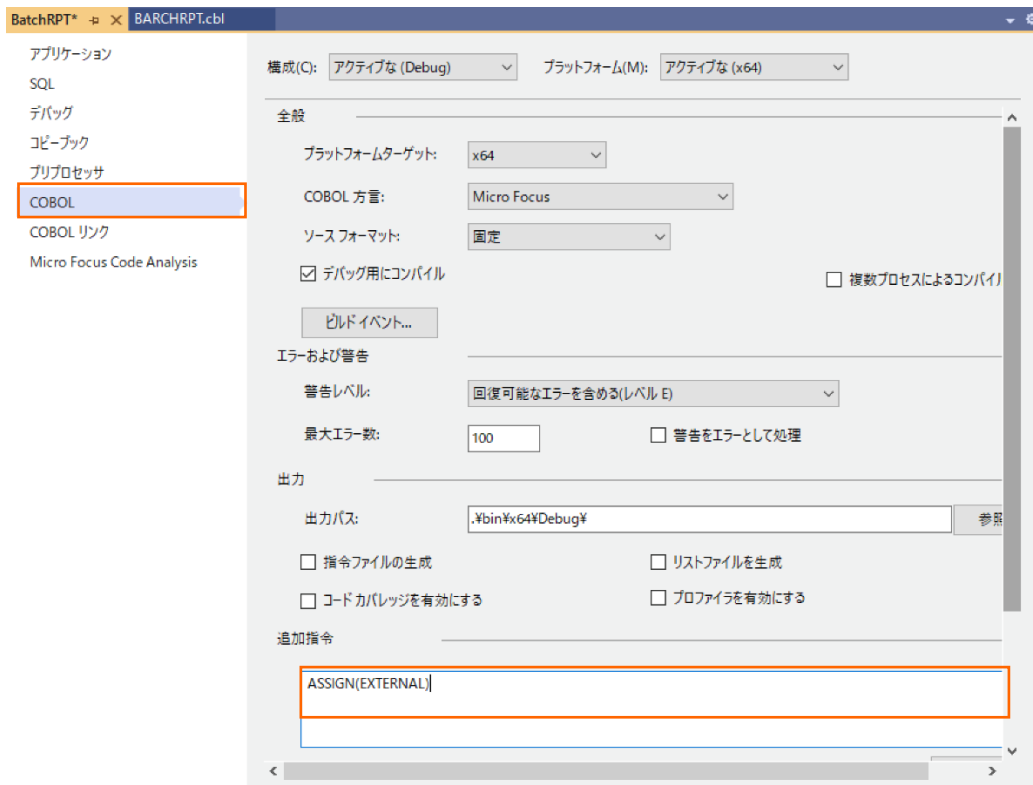 BatchRPT* BARCHRPT.cbl
アプリケーション
SQL
デバッグ
コピーブック
プリプロセッサ
COBOL
COBOL リンク
Micro Focus Code Analysis
構成(C): アクティブな (Debug) プラットフォーム(M): アクティブな (x64)
全般
プラットフォームターゲット: x64
COBOL 方言: Micro Focus
ソース フォーマット: 固定
デバッグ用にコンパイル 複数プロセスによるコンパイル
ビルド イベント...
エラーおよび警告
警告レベル: 回復可能なエラーを含める(レベル E)
最大エラー数: 100 警告をエラーとして処理
出力
出力パス: .¥bin¥x64¥Debug¥ 参照
指令ファイルの生成 リストファイルを生成
コード カバレッジを有効にする プロファイラを有効にする
追加指令
ASSIGN(EXTERNAL)